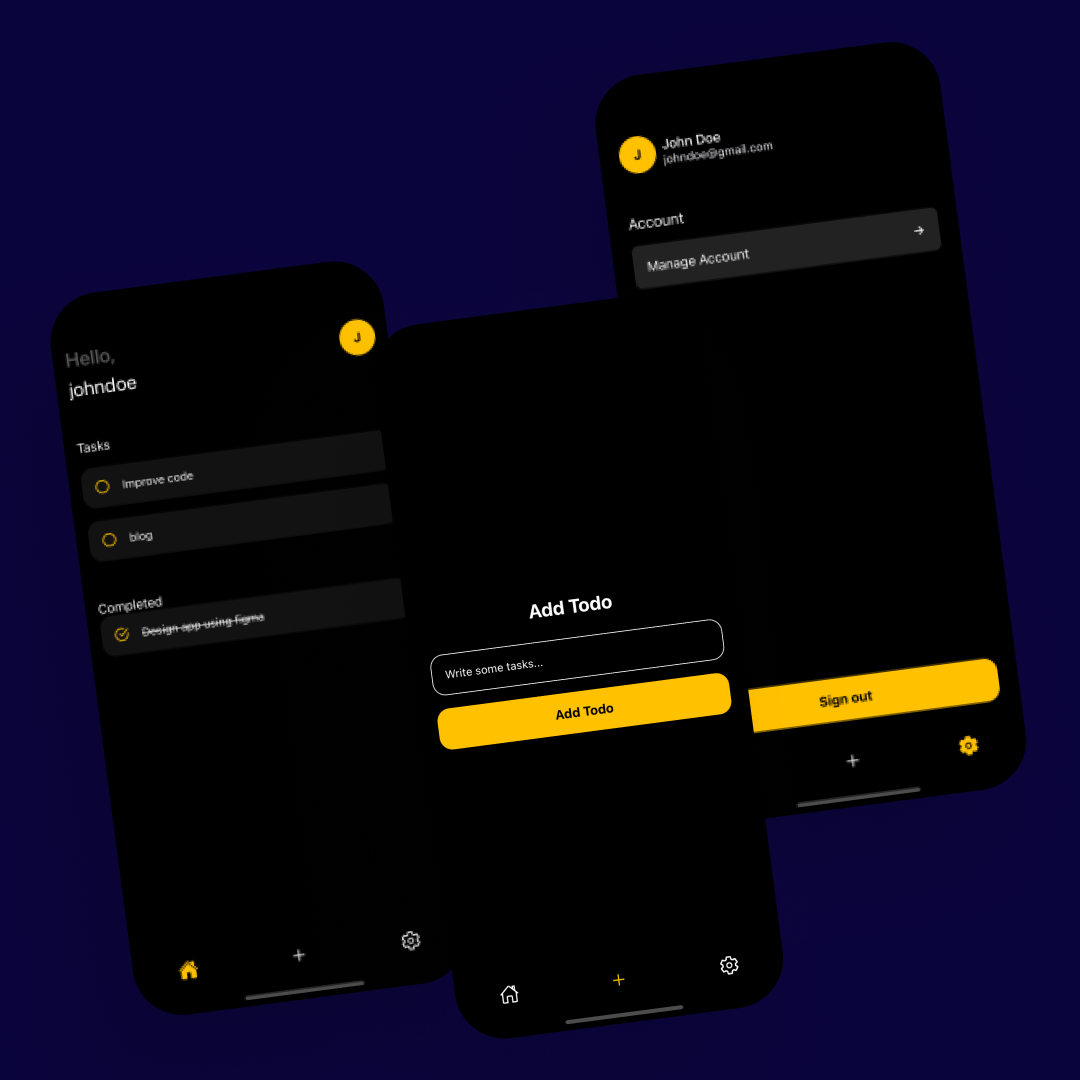 Hello,
J
johndoe
Tasks
Improve code
blog
Completed
Design app using figma
Add Todo
Write some tasks...
Add Todo
J
John Doe
johndoe@gmail.com
Account
Manage Account
Sign out